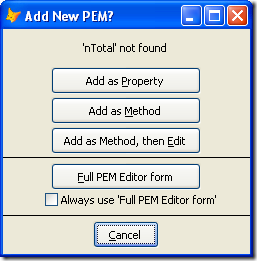 Add New PEM?
'nTotal' not found
Add as Property
Add as Method
Add as Method, then Edit
Full PEM Editor form
Always use 'Full PEM Editor form'
Cancel